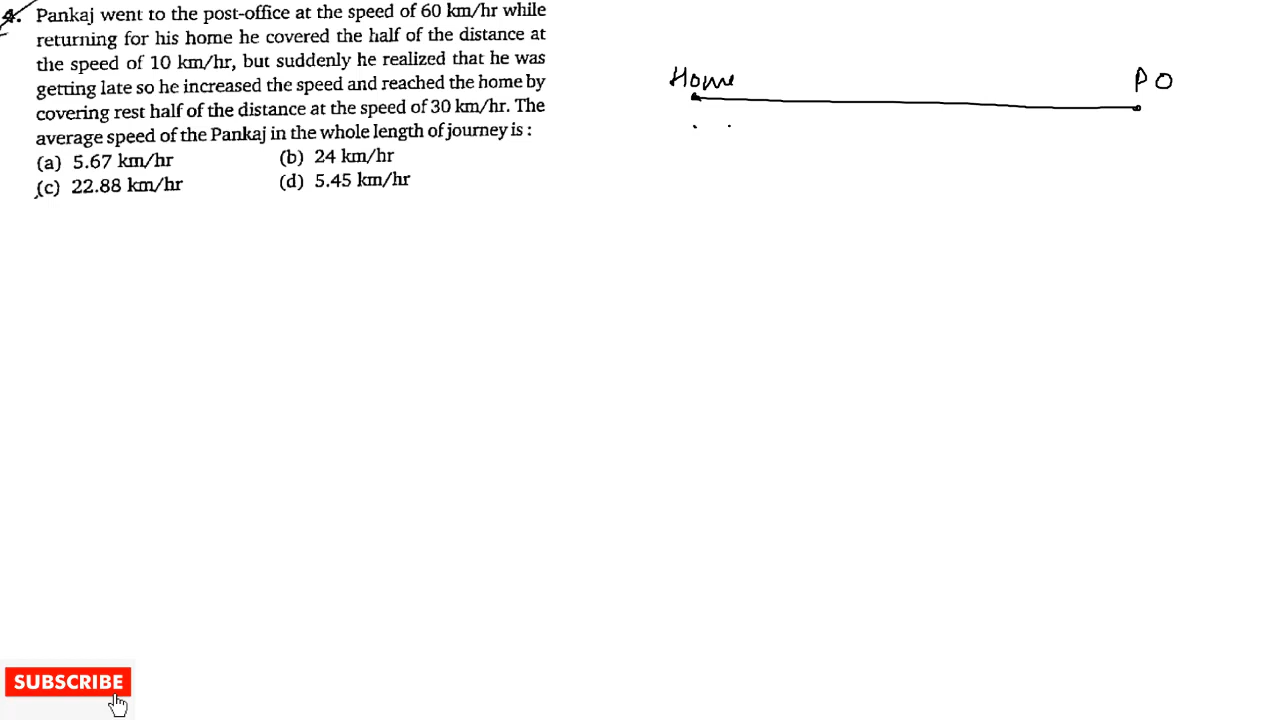 4. Pankaj went to the post-office at the speed of 60 km/hr while
returning for his home he covered the half of the distance at
the speed of 10 km/hr, but suddenly he realized that he was
getting late so he increased the speed and reached the home by
covering rest half of the distance at the speed of 30 km/hr. The
average speed of the Pankaj in the whole length of journey is :
(a) 5.67 km/hr (b) 24 km/hr
(c) 22.88 km/hr (d) 5.45 km/hr
Home P O
SUBSCRIBE